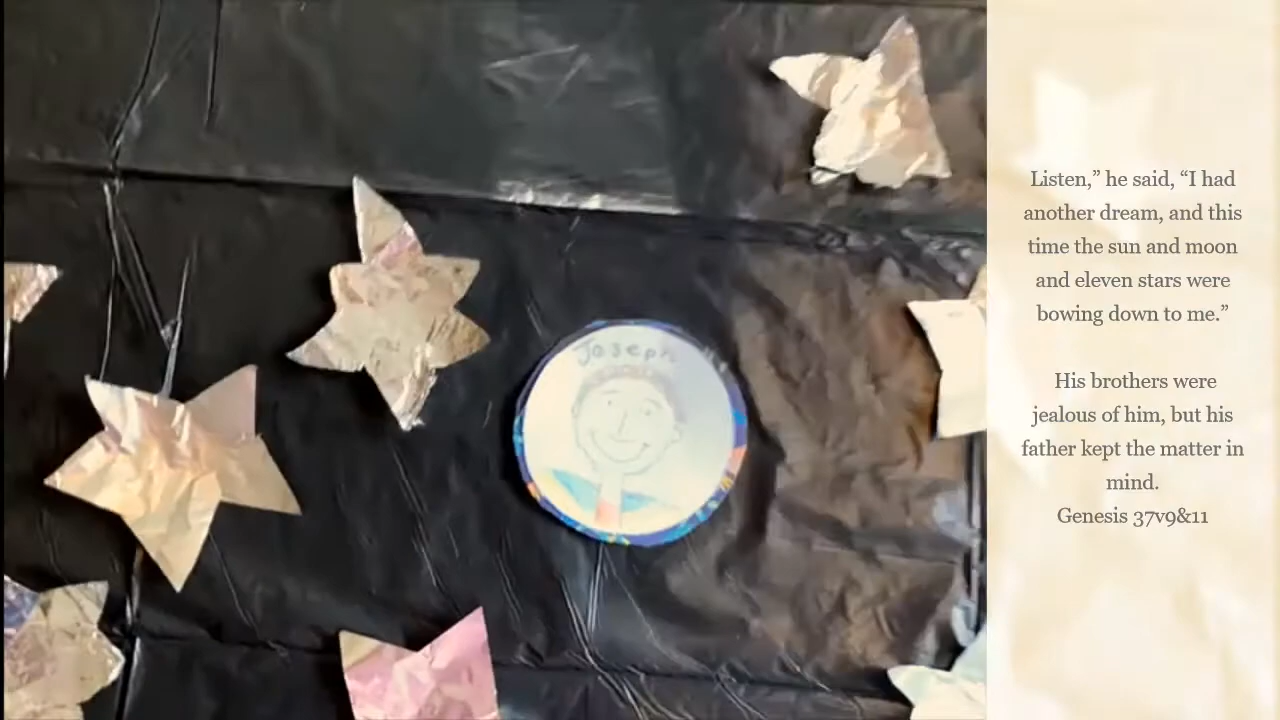 Joseph
Listen,” he said, “I had
another dream, and this
time the sun and moon
and eleven stars were
bowing down to me.”
His brothers were
jealous of him, but his
father kept the matter in
mind.
Genesis 37v9&11